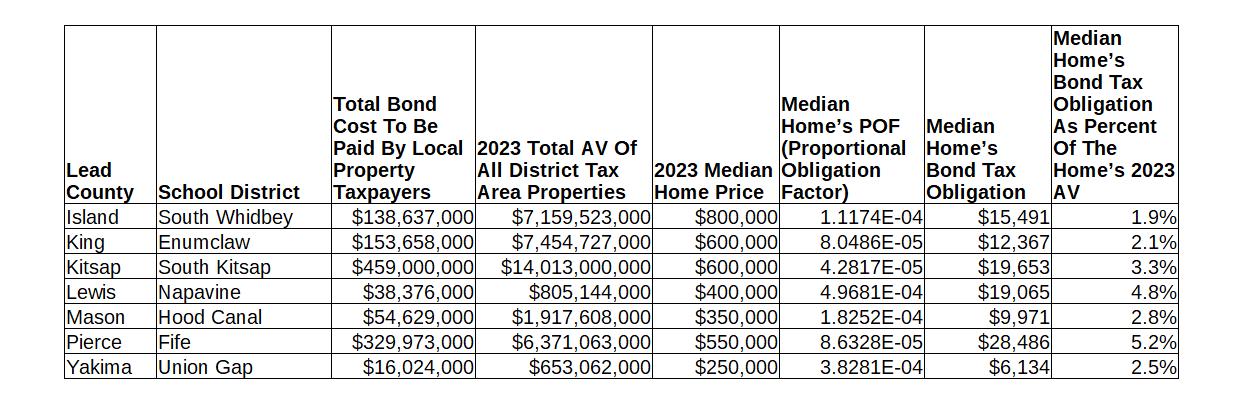 Lead County | School District | Total Bond Cost To Be Paid By Local Property Taxpayers | 2023 Total AV Of All District Tax Area Properties | 2023 Median Home Price | Median Home’s POF (Proportional Obligation Factor) | Median Home’s Bond Tax Obligation | Median Home’s Bond Tax Obligation As Percent Of The Home’s 2023 AV
Island | South Whidbey | $138,637,000 | $7,159,523,000 | $800,000 | 1.1174E-04 | $15,491 | 1.9%
King | Enumclaw | $153,658,000 | $7,454,727,000 | $600,000 | 8.0486E-05 | $12,367 | 2.1%
Kitsap | South Kitsap | $459,000,000 | $14,013,000,000 | $600,000 | 4.2817E-05 | $19,653 | 3.3%
Lewis | Napavine | $38,376,000 | $805,144,000 | $400,000 | 4.9681E-04 | $19,065 | 4.8%
Mason | Hood Canal | $54,629,000 | $1,917,608,000 | $350,000 | 1.8252E-04 | $9,971 | 2.8%
Pierce | Fife | $329,973,000 | $6,371,063,000 | $550,000 | 8.6328E-05 | $28,486 | 5.2%
Yakima | Union Gap | $16,024,000 | $653,062,000 | $250,000 | 3.8281E-04 | $6,134 | 2.5%